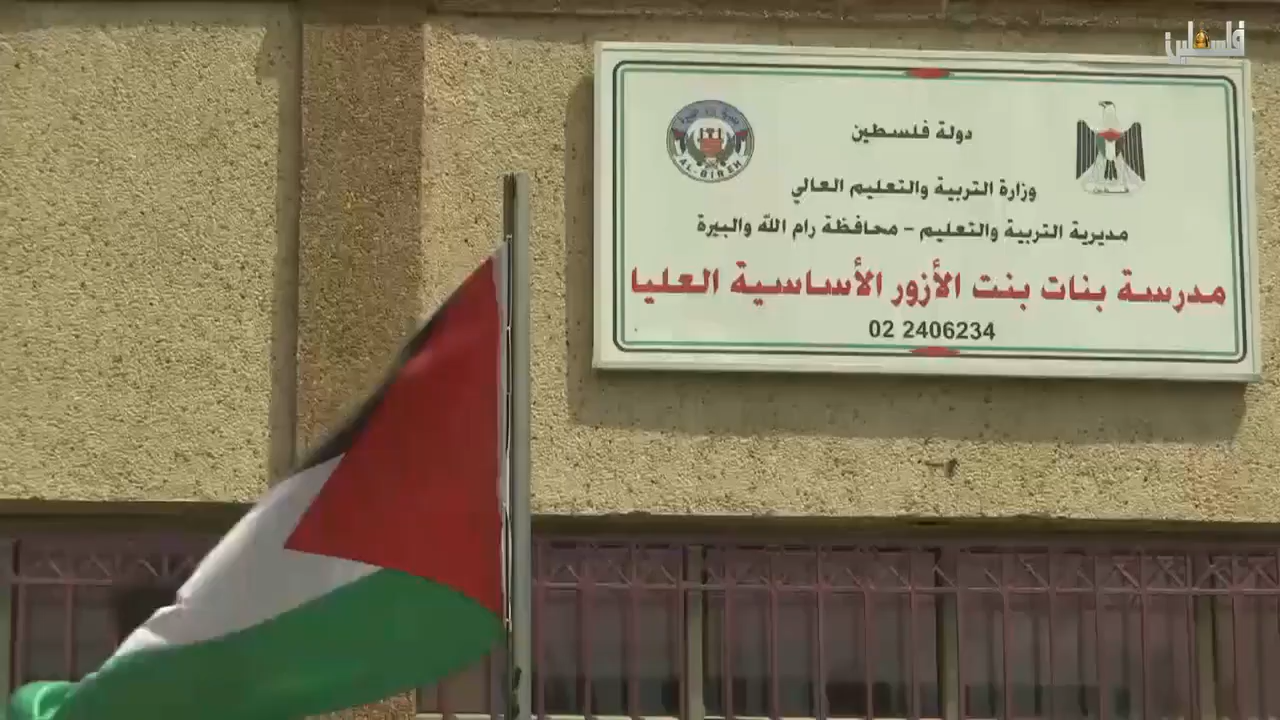 فلسطين
دولة فلسطين
وزارة التربية والتعليم العالي
مديرية التربية والتعليم - محافظة رام الله والبيرة
مدرسة بنات بنت الأزور الأساسية العليا
02 2406234
AL-BIREH